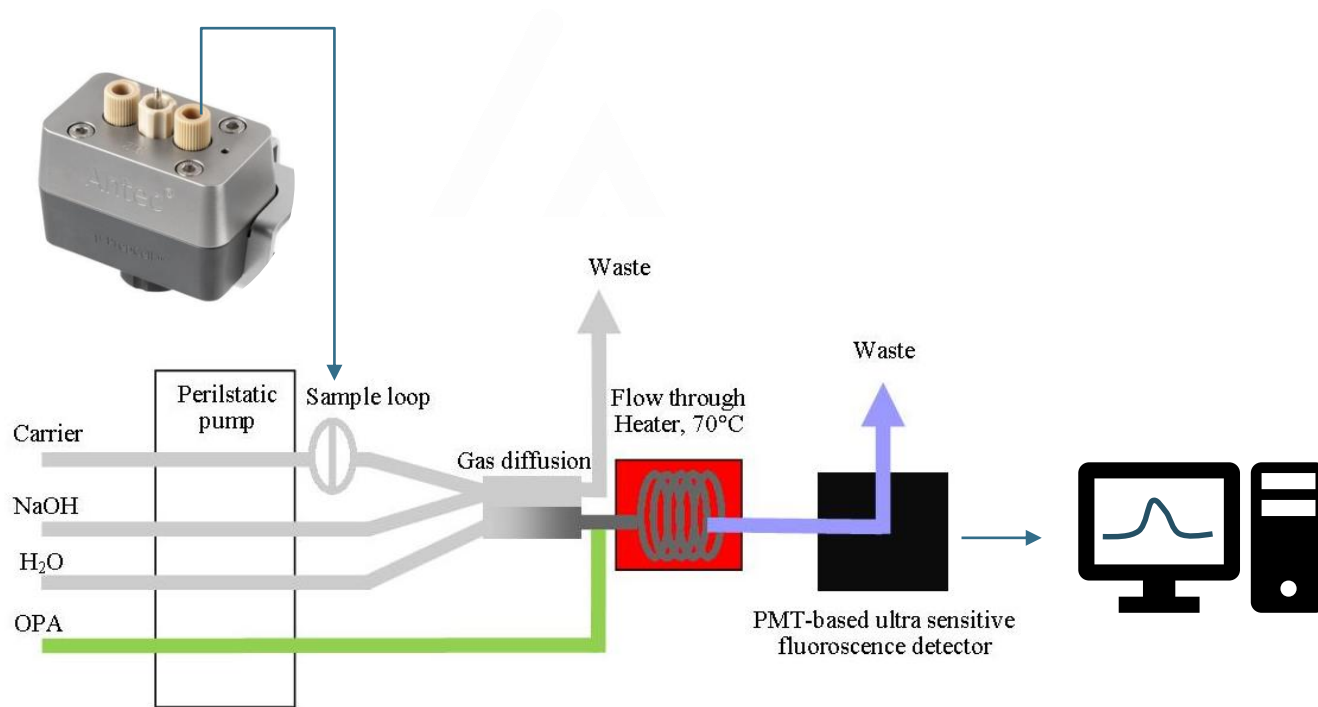 Antec®
Waste
Waste
Perilstatic
pump
Sample loop
Flow through
Heater, 70°C
Carrier
Gas diffusion
NaOH
H₂O
OPA
PMT-based ultra sensitive
fluoroscence detector